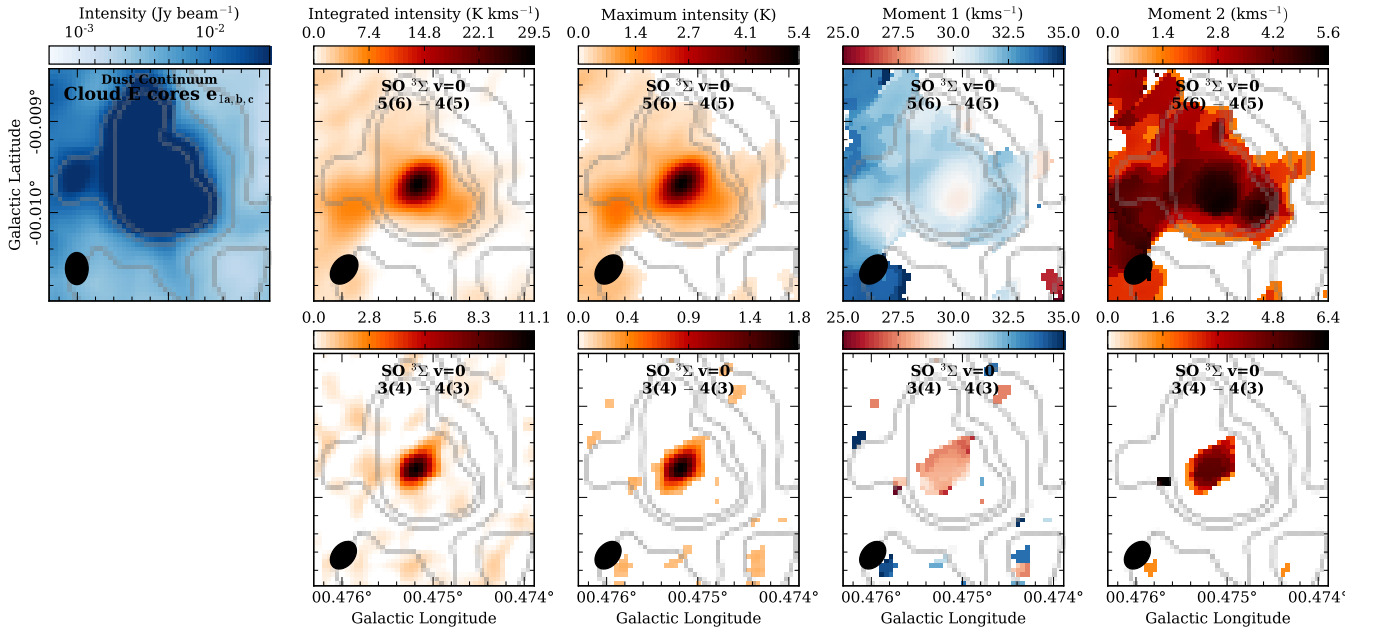 Intensity (Jy beam⁻¹)
10⁻³ 10⁻²
Dust Continuum
Cloud E cores e₁ₐ,b,c
Galactic Latitude
-00.009°
-00.010°
Integrated intensity (K kms⁻¹)
0.0 7.4 14.8 22.1 29.5
SO ³Σ v=0
5(6) − 4(5)
Maximum intensity (K)
0.0 1.4 2.7 4.1 5.4
SO ³Σ v=0
5(6) − 4(5)
Moment 1 (kms⁻¹)
25.0 27.5 30.0 32.5 35.0
SO ³Σ v=0
5(6) − 4(5)
Moment 2 (kms⁻¹)
0.0 1.4 2.8 4.2 5.6
SO ³Σ v=0
5(6) − 4(5)
0.0 2.8 5.6 8.3 11.1
SO ³Σ v=0
3(4) − 4(3)
00.476° 00.475° 00.474°
Galactic Longitude
0.0 0.4 0.9 1.4 1.8
SO ³Σ v=0
3(4) − 4(3)
00.476° 00.475° 00.474°
Galactic Longitude
25.0 27.5 30.0 32.5 35.0
SO ³Σ v=0
3(4) − 4(3)
00.476° 00.475° 00.474°
Galactic Longitude
0.0 1.6 3.2 4.8 6.4
SO ³Σ v=0
3(4) − 4(3)
00.476° 00.475° 00.474°
Galactic Longitude